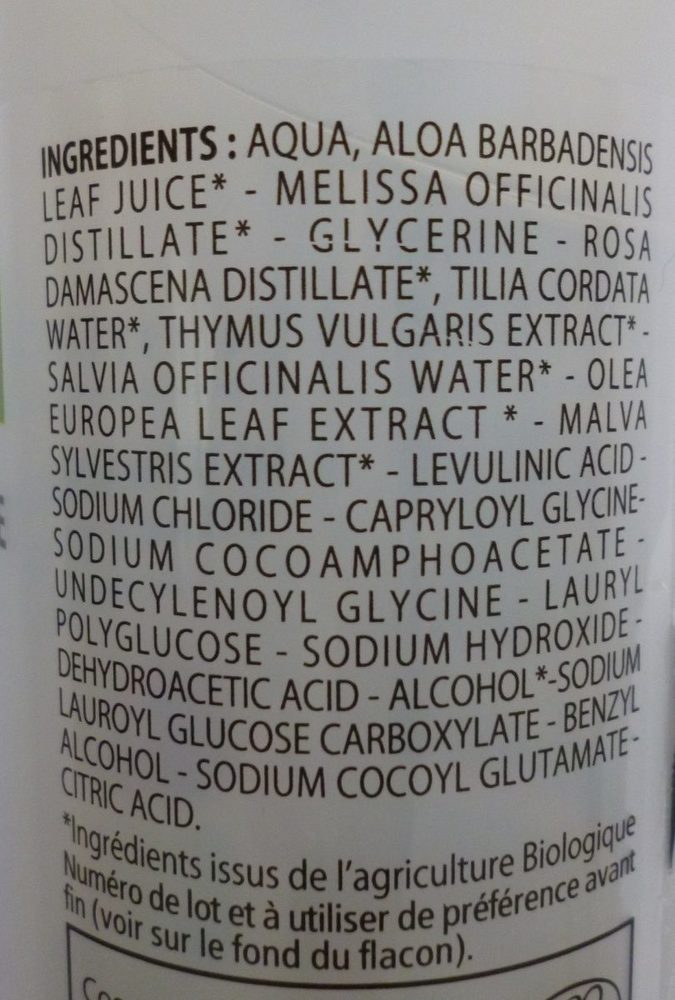 INGREDIENTS : AQUA, ALOA BARBADENSIS
LEAF JUICE* - MELISSA OFFICINALIS
DISTILLATE* - GLYCERINE - ROSA
DAMASCENA DISTILLATE*, TILIA CORDATA
WATER*, THYMUS VULGARIS EXTRACT* -
SALVIA OFFICINALIS WATER* - OLEA
EUROPEA LEAF EXTRACT * - MALVA
SYLVESTRIS EXTRACT* - LEVULINIC ACID -
SODIUM CHLORIDE - CAPRYLOYL GLYCINE-
SODIUM COCOAMPHOACETATE -
UNDECYLENOYL GLYCINE - LAURYL
POLYGLUCOSE - SODIUM HYDROXIDE -
DEHYDROACETIC ACID - ALCOHOL*-SODIUM
LAUROYL GLUCOSE CARBOXYLATE - BENZYL
ALCOHOL - SODIUM COCOYL GLUTAMATE-
CITRIC ACID.
*Ingrédients issus de l'agriculture Biologique
Numéro de lot et à utiliser de préférence avant
fin (voir sur le fond du flacon).